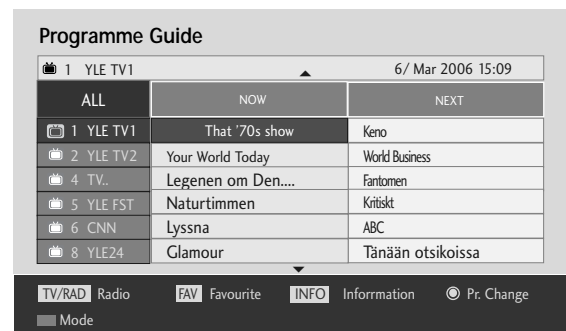 Programme Guide
1 YLE TV1 6/ Mar 2006 15:09
ALL NOW NEXT
1 YLE TV1 That '70s show Keno
2 YLE TV2 Your World Today World Business
4 TV.. Legenen om Den.... Fantomen
5 YLE FST Naturtimmen Kritiskt
6 CNN Lyssna ABC
8 YLE24 Glamour Tänään otsikoissa
TV/RAD Radio FAV Favourite INFO Inforrmation Pr. Change
Mode